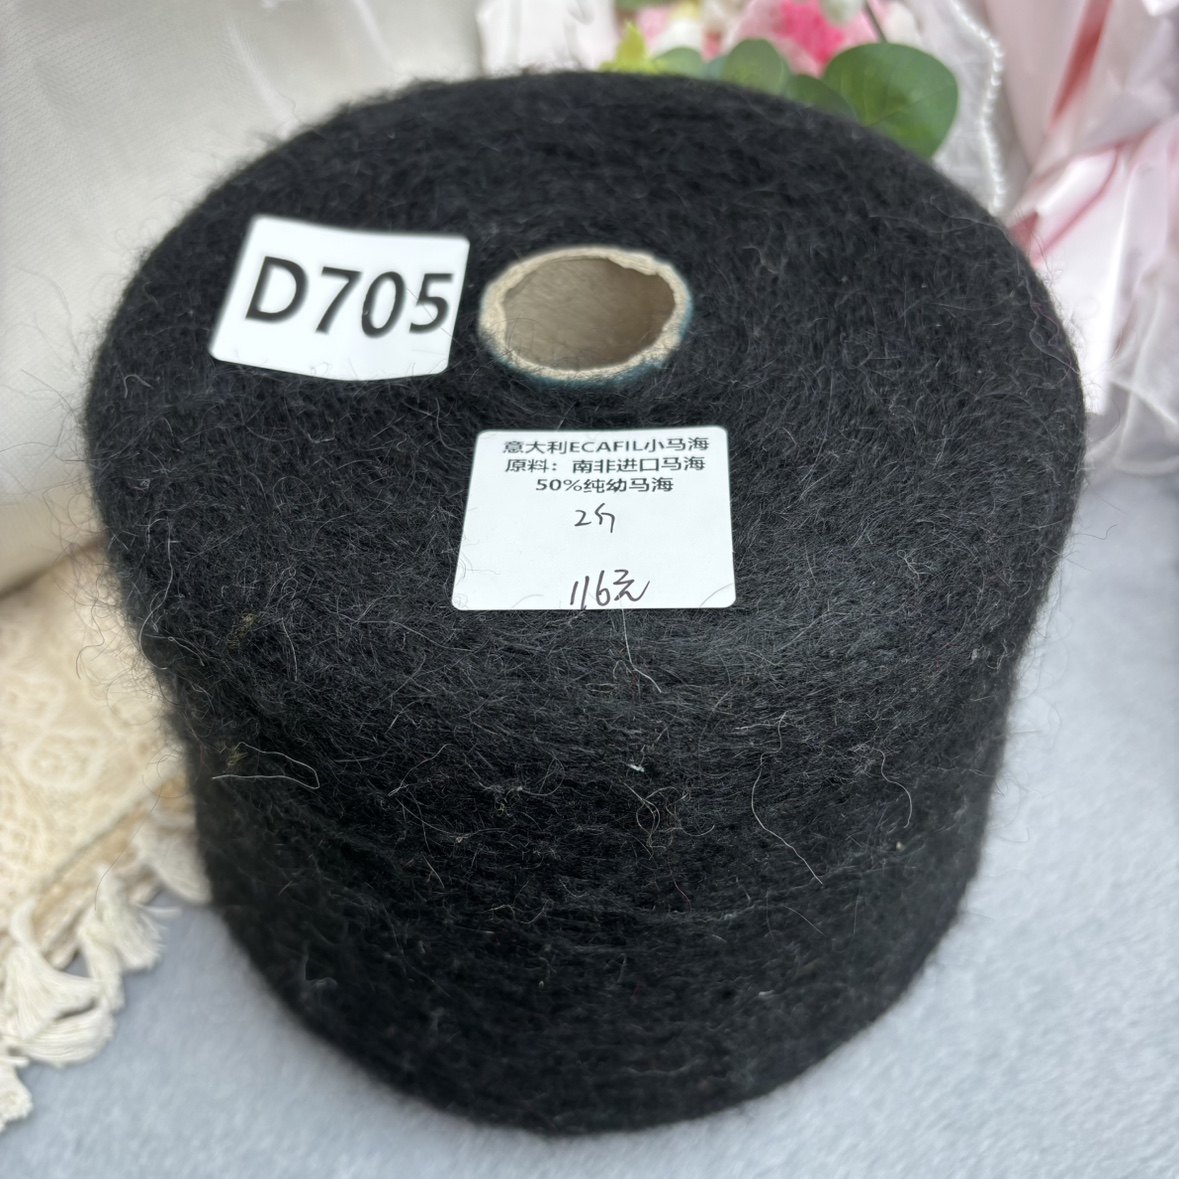 D705
意大利ECAFIL小马海
原料：南非进口马海
50%纯幼马海
2斤
116元